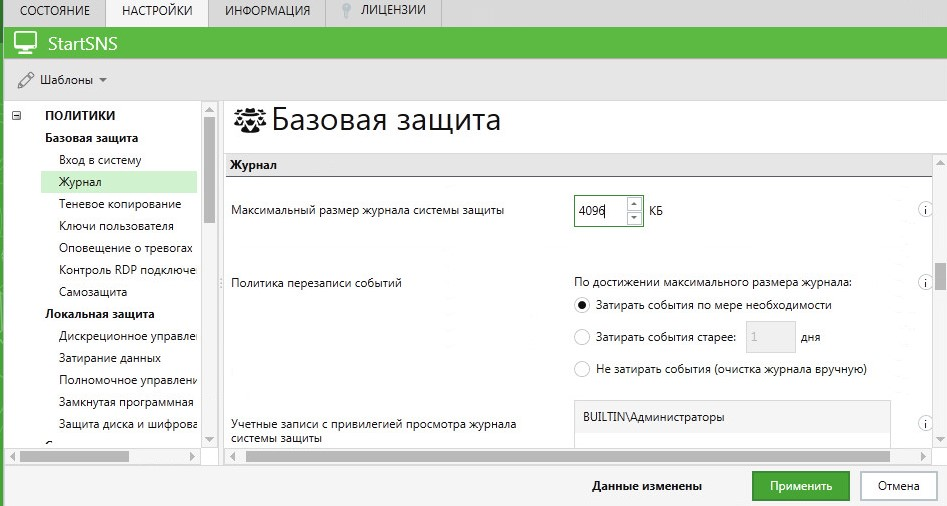 СОСТОЯНИЕ НАСТРОЙКИ ИНФОРМАЦИЯ ЛИЦЕНЗИИ
StartSNS
Шаблоны
ПОЛИТИКИ
Базовая защита
Вход в систему
Журнал
Теневое копирование
Ключи пользователя
Оповещение о тревогах
Контроль RDP подключе
Самозащита
Локальная защита
Дискреционное управле
Затирание данных
Полномочное управлени
Замкнутая программная
Защита диска и шифрова
Базовая защита
Журнал
Максимальный размер журнала системы защиты 4096 КБ
Политика перезаписи событий
По достижении максимального размера журнала:
Затирать события по мере необходимости
Затирать события старее: 1 дня
Не затирать события (очистка журнала вручную)
Учетные записи с привилегией просмотра журнала
системы защиты
BUILTIN\Администраторы
Данные изменены Применить Отмена